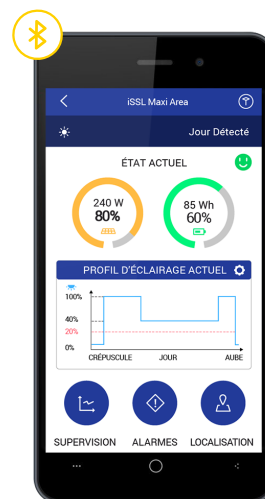 iSSL Maxi Area
Jour Détecté
ÉTAT ACTUEL
240 W
80%
85 Wh
60%
PROFIL D'ÉCLAIRAGE ACTUEL
100%
40%
20%
0%
CRÉPUSCULE JOUR AUBE
SUPERVISION ALARMES LOCALISATION